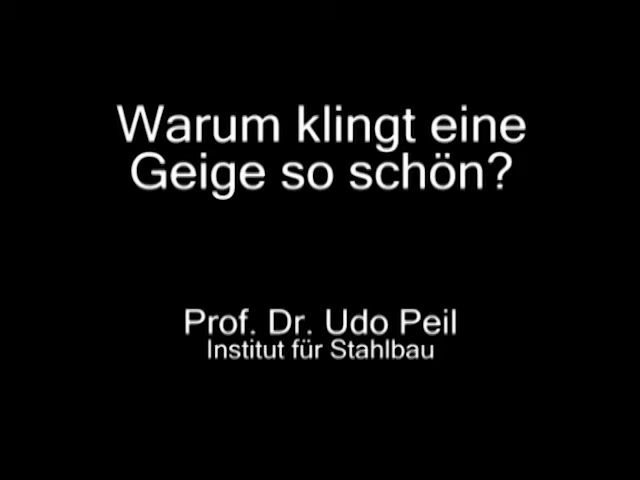 Warum klingt eine
Geige so schön?
Prof. Dr. Udo Peil
Institut für Stahlbau